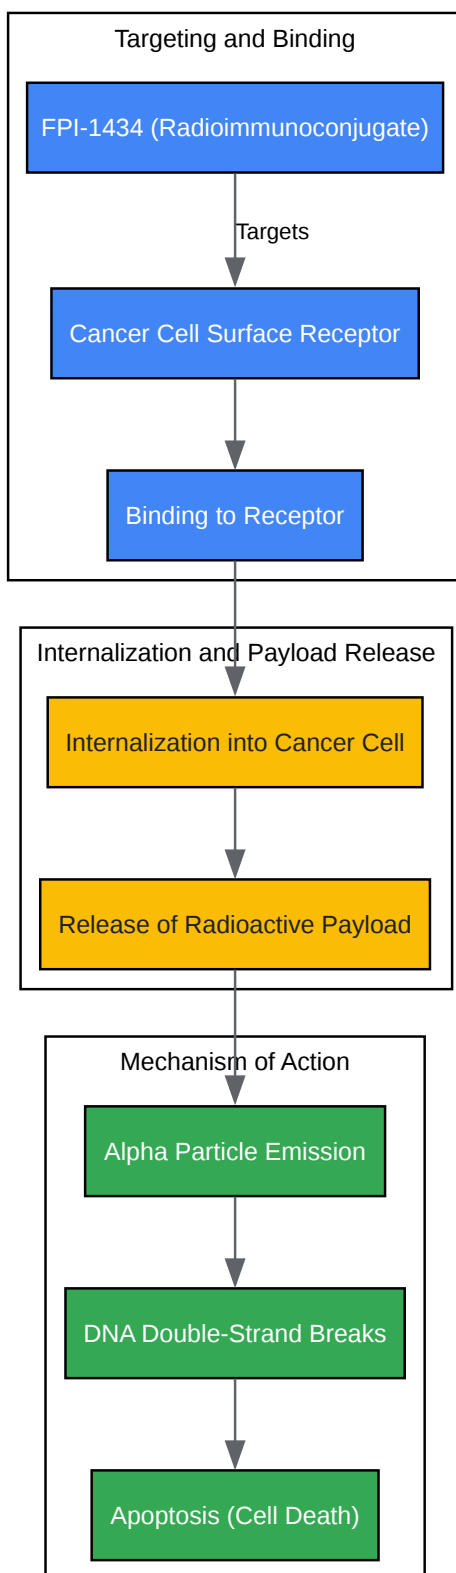 Targeting and Binding
FPI-1434 (Radioimmunoconjugate)
Targets
Cancer Cell Surface Receptor
Binding to Receptor
Internalization and Payload Release
Internalization into Cancer Cell
Release of Radioactive Payload
Mechanism of Action
Alpha Particle Emission
DNA Double-Strand Breaks
Apoptosis (Cell Death)